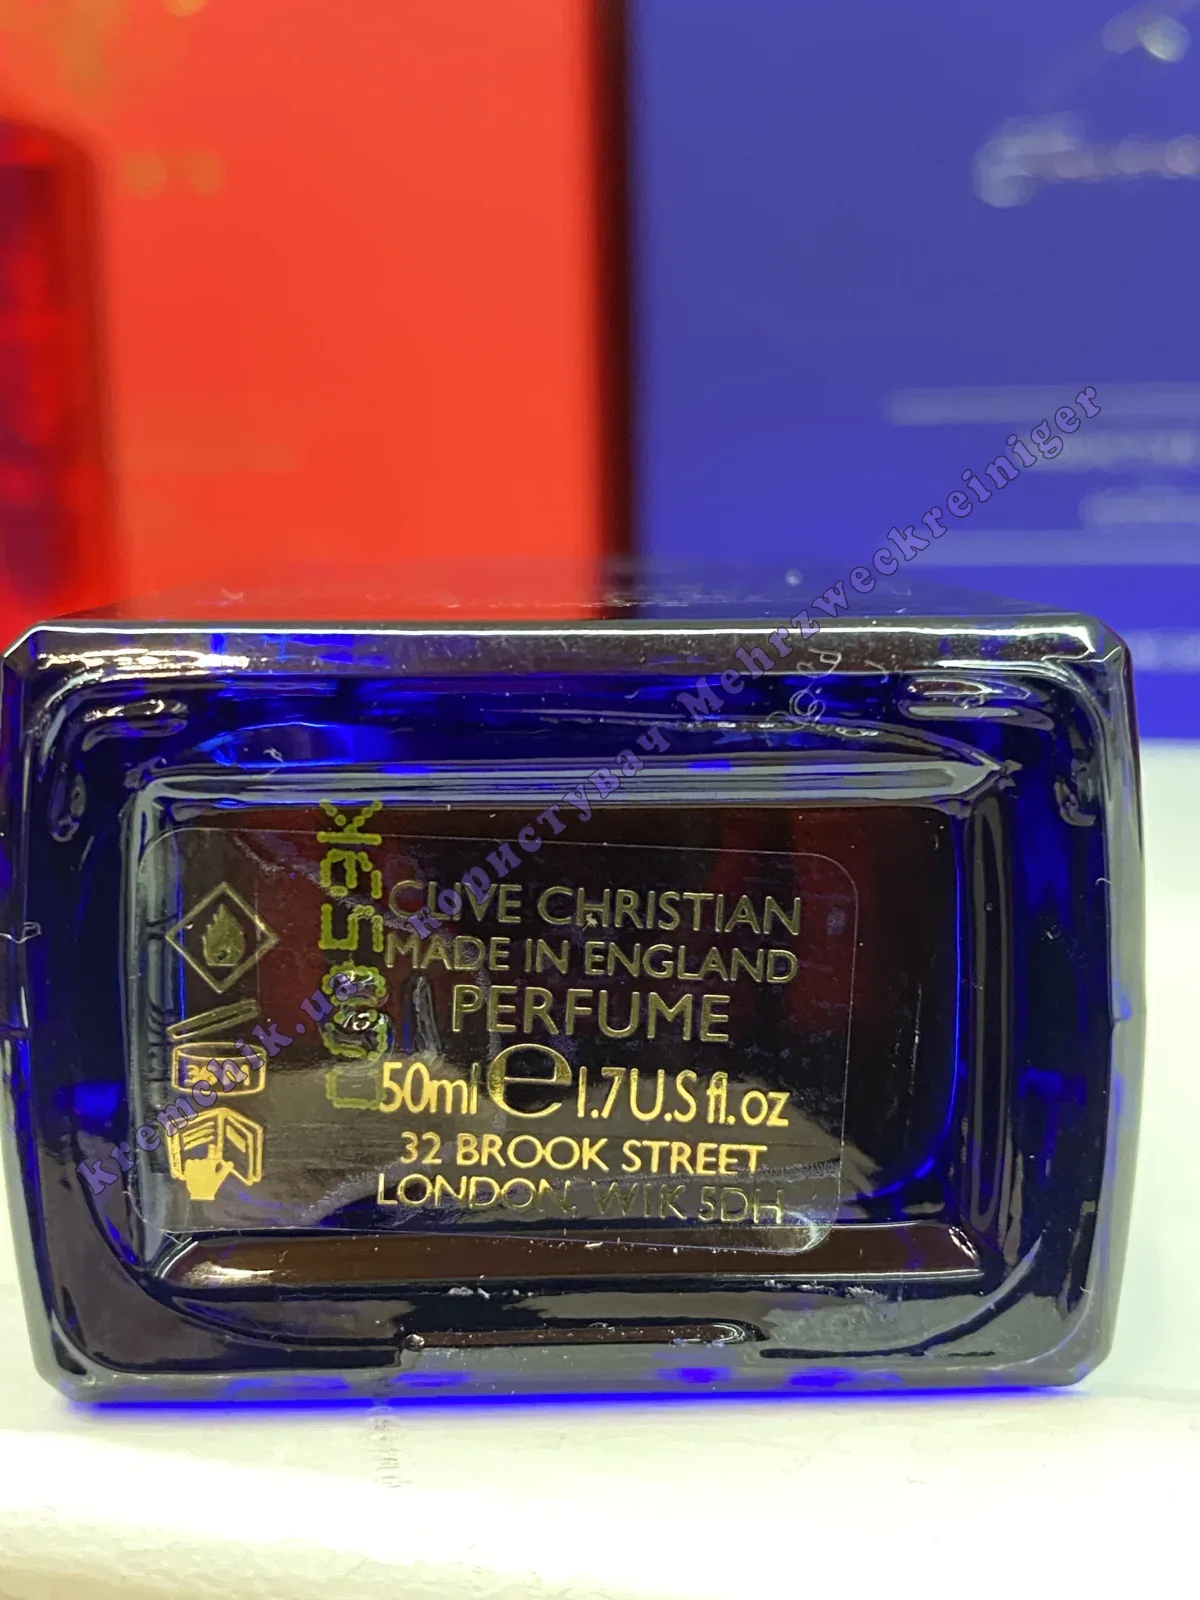 CLIVE CHRISTIAN
MADE IN ENGLAND
PERFUME
50ml e 1.7U.S fl.oz
32 BROOK STREET
LONDON, W1K 5DH
kremchik.ua користувач Mehrzweckreiniger